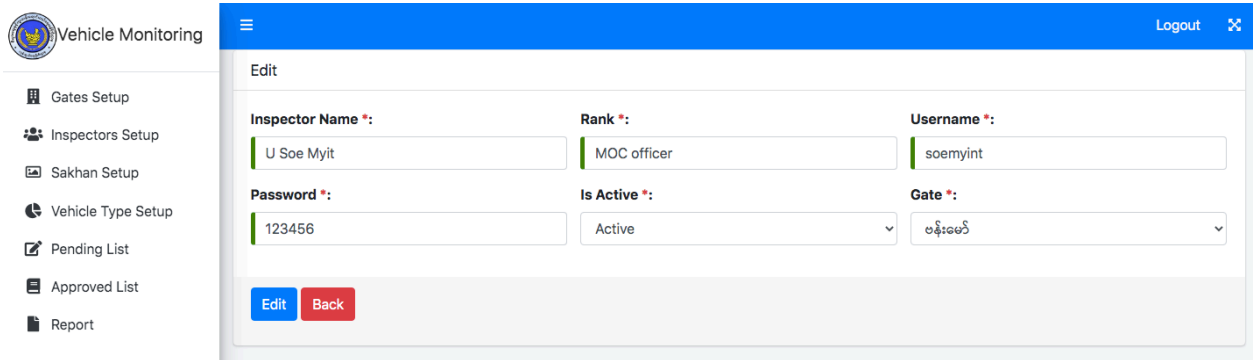 Vehicle Monitoring
Logout
Gates Setup
Inspectors Setup
Sakhan Setup
Vehicle Type Setup
Pending List
Approved List
Report
Edit
Inspector Name *: Rank *: Username *:
U Soe Myit MOC officer soemyint
Password *: Is Active *: Gate *:
123456 Active ဗန်းမော်
Edit Back